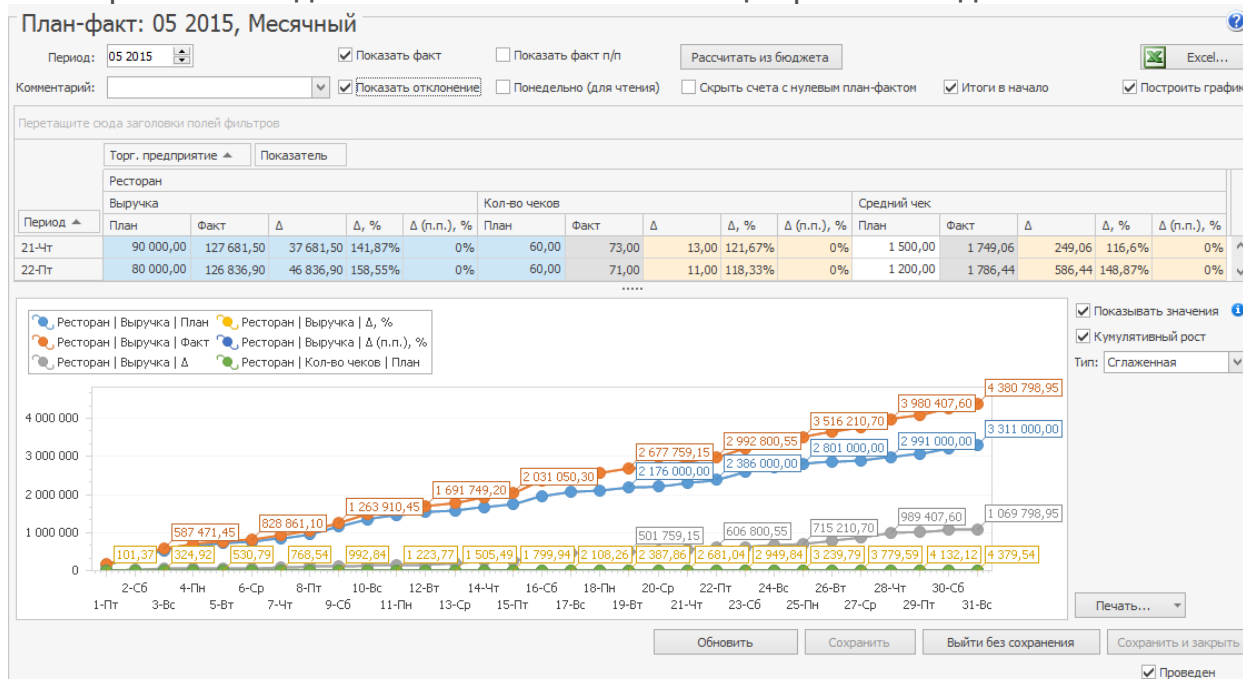 План-факт: 05 2015, Месячный
Период: 05 2015 Показать факт Показать факт п/п Рассчитать из бюджета Excel...
Комментарий: Показать отклонение Понедельно (для чтения) Скрыть счета с нулевым план-фактом Итоги в начало Построить график
Перетащите сюда заголовки полей фильтров
Торг. предприятие Показатель
Ресторан
Выручка Кол-во чеков Средний чек
Период План Факт Δ Δ, % Δ (п.п.), % План Факт Δ Δ, % Δ (п.п.), % План Факт Δ Δ, % Δ (п.п.), %
21-Чт 90 000,00 127 681,50 37 681,50 141,87% 0% 60,00 73,00 13,00 121,67% 0% 1 500,00 1 749,06 249,06 116,6% 0%
22-Пт 80 000,00 126 836,90 46 836,90 158,55% 0% 60,00 71,00 11,00 118,33% 0% 1 200,00 1 786,44 586,44 148,87% 0%
Ресторан | Выручка | План Ресторан | Выручка | Δ, %
Ресторан | Выручка | Факт Ресторан | Выручка | Δ (п.п.), %
Ресторан | Выручка | Δ Ресторан | Кол-во чеков | План
Показывать значения
Кумулятивный рост
Тип: Сглаженная
4 000 000
3 000 000
2 000 000
1 000 000
0
587 471,45 828 861,10 1 263 910,45 1 691 749,20 2 031 050,30 2 677 759,15 2 992 800,55 3 516 210,70 3 980 407,60 4 380 798,95
2 176 000,00 2 386 000,00 2 801 000,00 2 991 000,00 3 311 000,00
501 759,15 606 800,55 715 210,70 989 407,60 1 069 798,95
101,37 324,92 530,79 768,54 992,84 1 223,77 1 505,49 1 799,94 2 108,26 2 387,86 2 681,04 2 949,84 3 239,79 3 779,59 4 132,12 4 379,54
2-Сб 4-Пн 6-Ср 8-Пт 10-Вс 12-Вт 14-Чт 16-Сб 18-Пн 20-Ср 22-Пт 24-Вс 26-Вт 28-Чт 30-Сб
1-Пт 3-Вс 5-Вт 7-Чт 9-Сб 11-Пн 13-Ср 15-Пт 17-Вс 19-Вт 21-Чт 23-Сб 25-Пн 27-Ср 29-Пт 31-Вс
Печать...
Обновить Сохранить Выйти без сохранения Сохранить и закрыть
Проведен